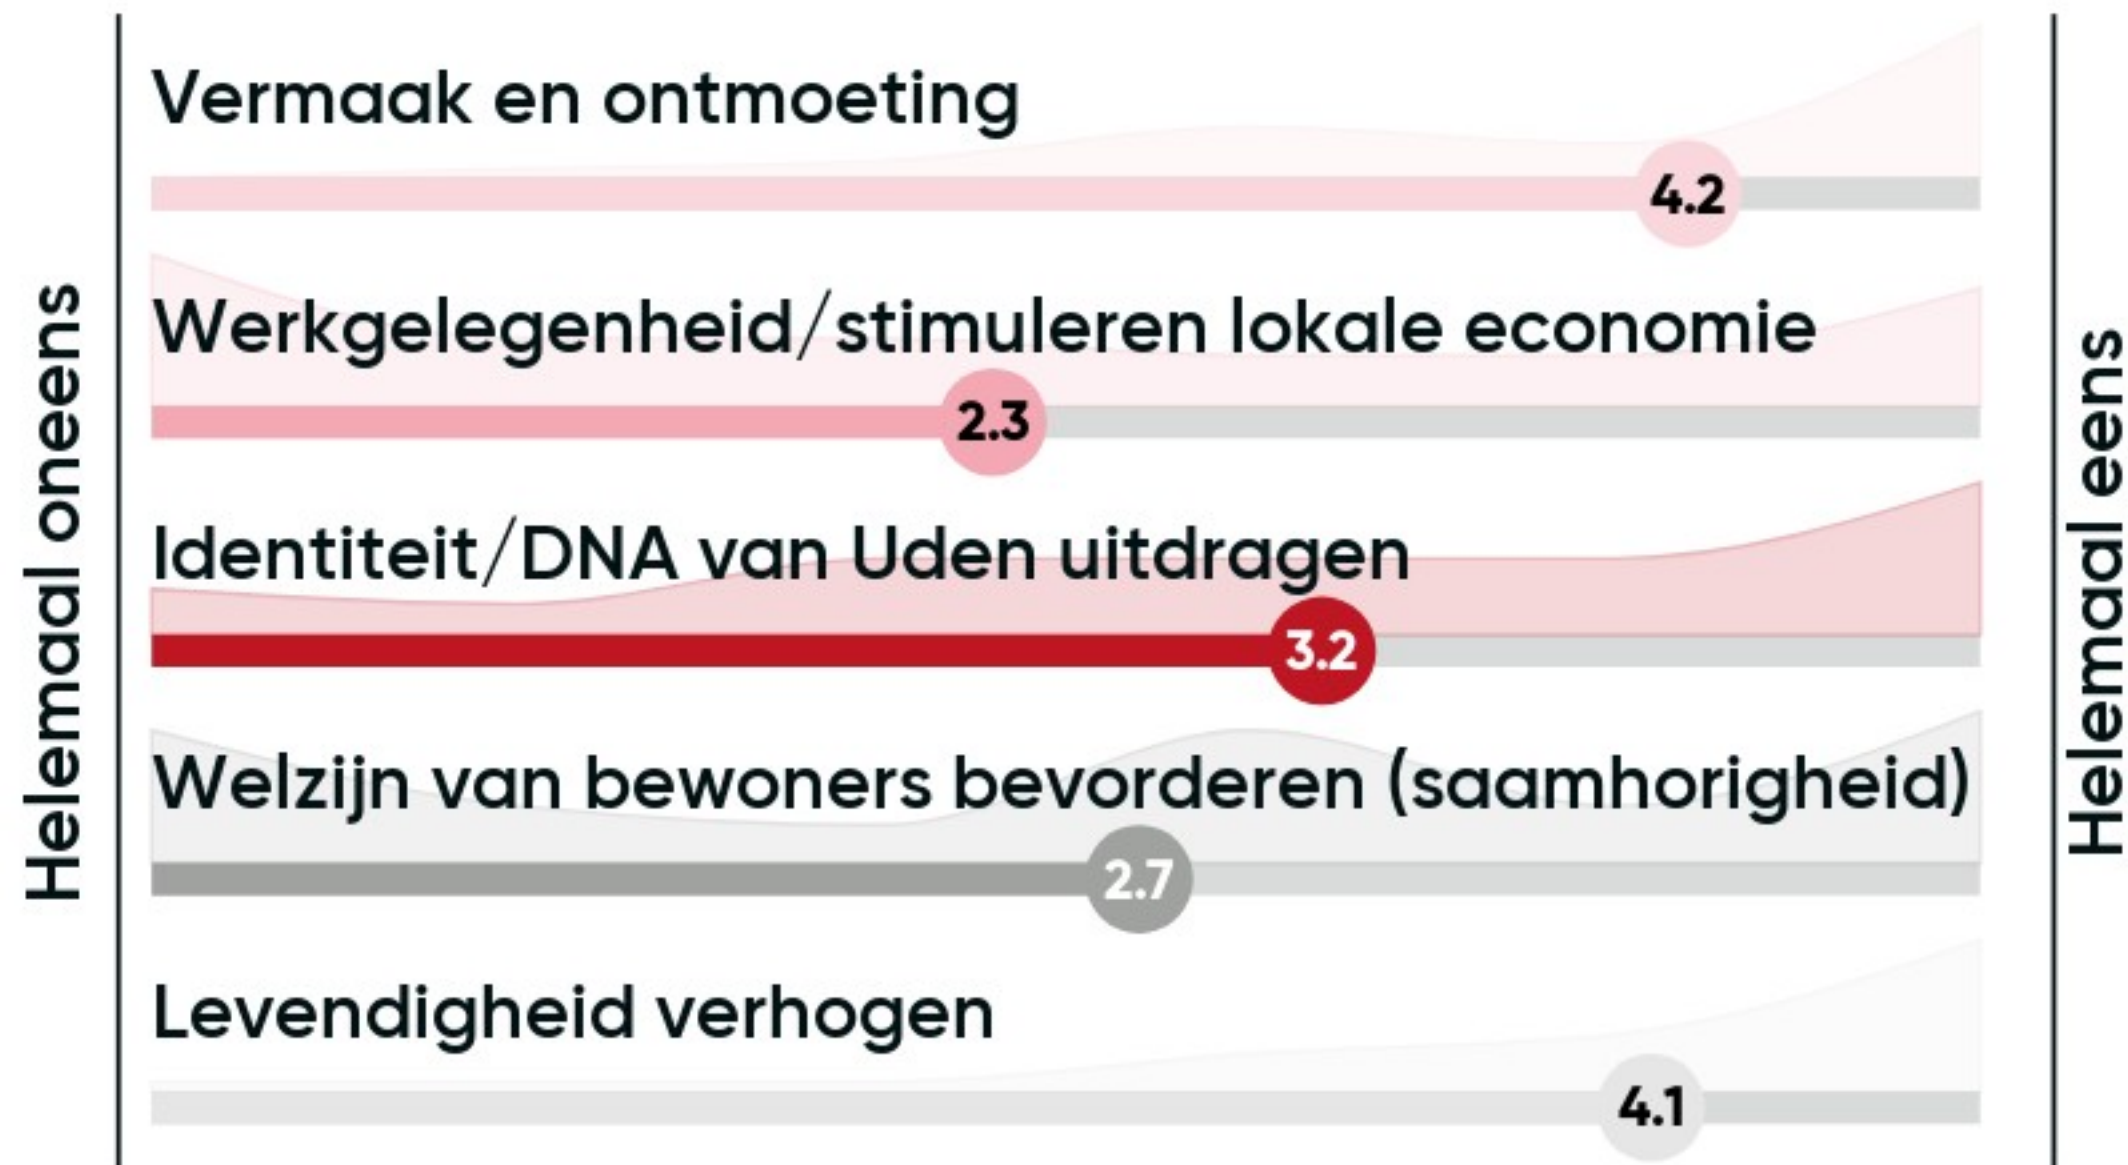 Helemaal oneens
Vermaak en ontmoeting
4.2
Werkgelegenheid/stimuleren lokale economie
2.3
Identiteit/DNA van Uden uitdragen
3.2
Welzijn van bewoners bevorderen (saamhorigheid)
2.7
Levendigheid verhogen
4.1
Helemaal eens